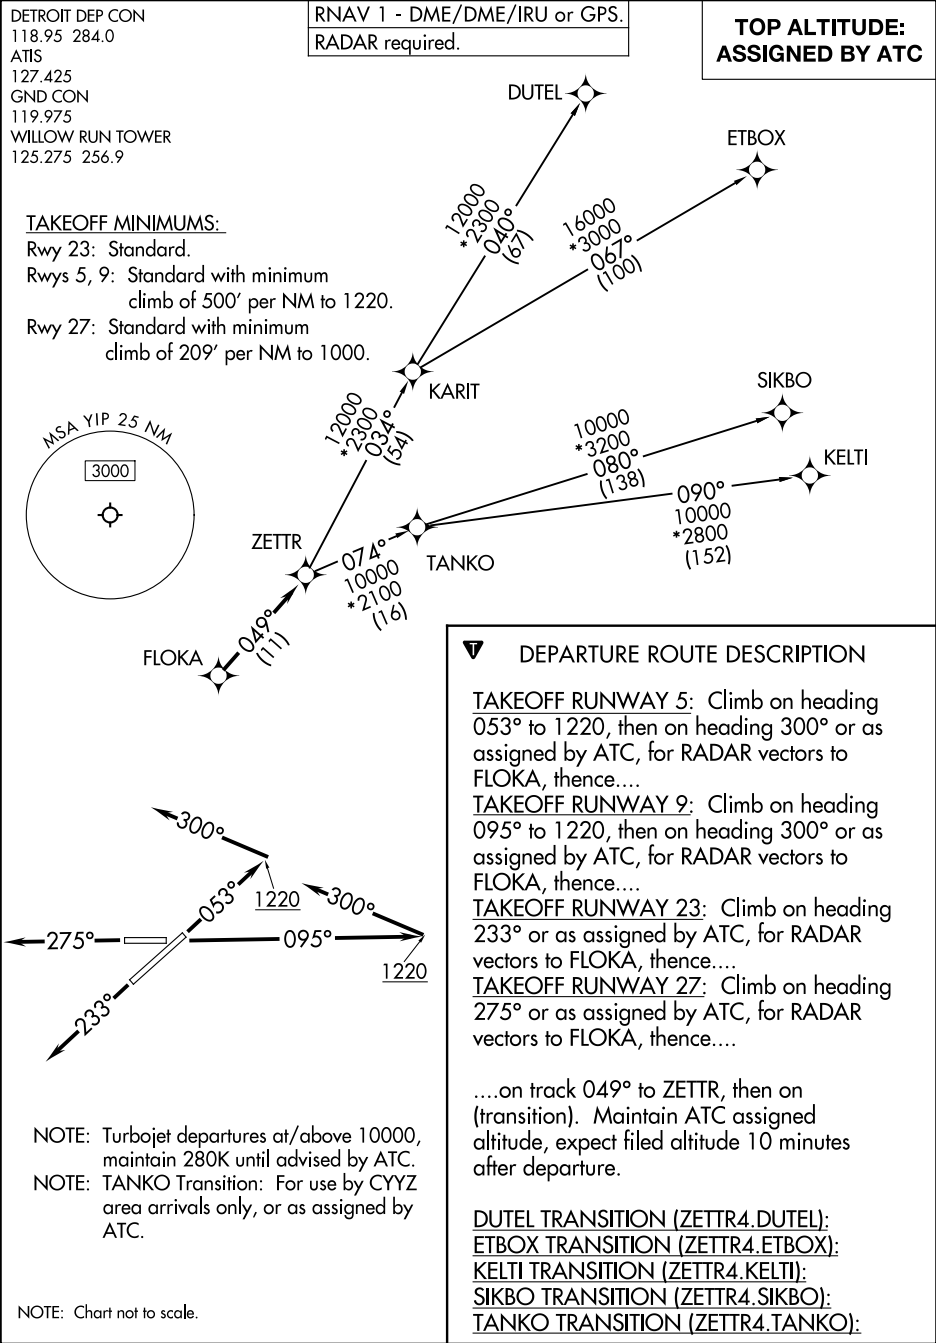 DETROIT DEP CON
118.95 284.0
ATIS
127.425
GND CON
119.975
WILLOW RUN TOWER
125.275 256.9
RNAV 1 - DME/DME/IRU or GPS.
RADAR required.
TOP ALTITUDE:
ASSIGNED BY ATC
TAKEOFF MINIMUMS:
Rwy 23: Standard.
Rwys 5, 9: Standard with minimum
climb of 500′ per NM to 1220.
Rwy 27: Standard with minimum
climb of 209′ per NM to 1000.
MSA YIP 25 NM
3000
DUTEL
ETBOX
12000
*2300
040°
(67)
16000
*3000
067°
(100)
KARIT
12000
*2300
034°
(54)
SIKBO
10000
*3200
080°
(138)
KELTI
090°
10000
*2800
(152)
ZETTR
074°
10000
*2100
(16)
TANKO
049°
(11)
FLOKA
300°
053°
1220
300°
275°
095°
1220
233°
NOTE: Turbojet departures at/above 10000,
maintain 280K until advised by ATC.
NOTE: TANKO Transition: For use by CYYZ
area arrivals only, or as assigned by
ATC.
NOTE: Chart not to scale.
T
DEPARTURE ROUTE DESCRIPTION
TAKEOFF RUNWAY 5: Climb on heading
053° to 1220, then on heading 300° or as
assigned by ATC, for RADAR vectors to
FLOKA, thence....
TAKEOFF RUNWAY 9: Climb on heading
095° to 1220, then on heading 300° or as
assigned by ATC, for RADAR vectors to
FLOKA, thence....
TAKEOFF RUNWAY 23: Climb on heading
233° or as assigned by ATC, for RADAR
vectors to FLOKA, thence....
TAKEOFF RUNWAY 27: Climb on heading
275° or as assigned by ATC, for RADAR
vectors to FLOKA, thence....
....on track 049° to ZETTR, then on
(transition). Maintain ATC assigned
altitude, expect filed altitude 10 minutes
after departure.
DUTEL TRANSITION (ZETTR4.DUTEL):
ETBOX TRANSITION (ZETTR4.ETBOX):
KELTI TRANSITION (ZETTR4.KELTI):
SIKBO TRANSITION (ZETTR4.SIKBO):
TANKO TRANSITION (ZETTR4.TANKO):